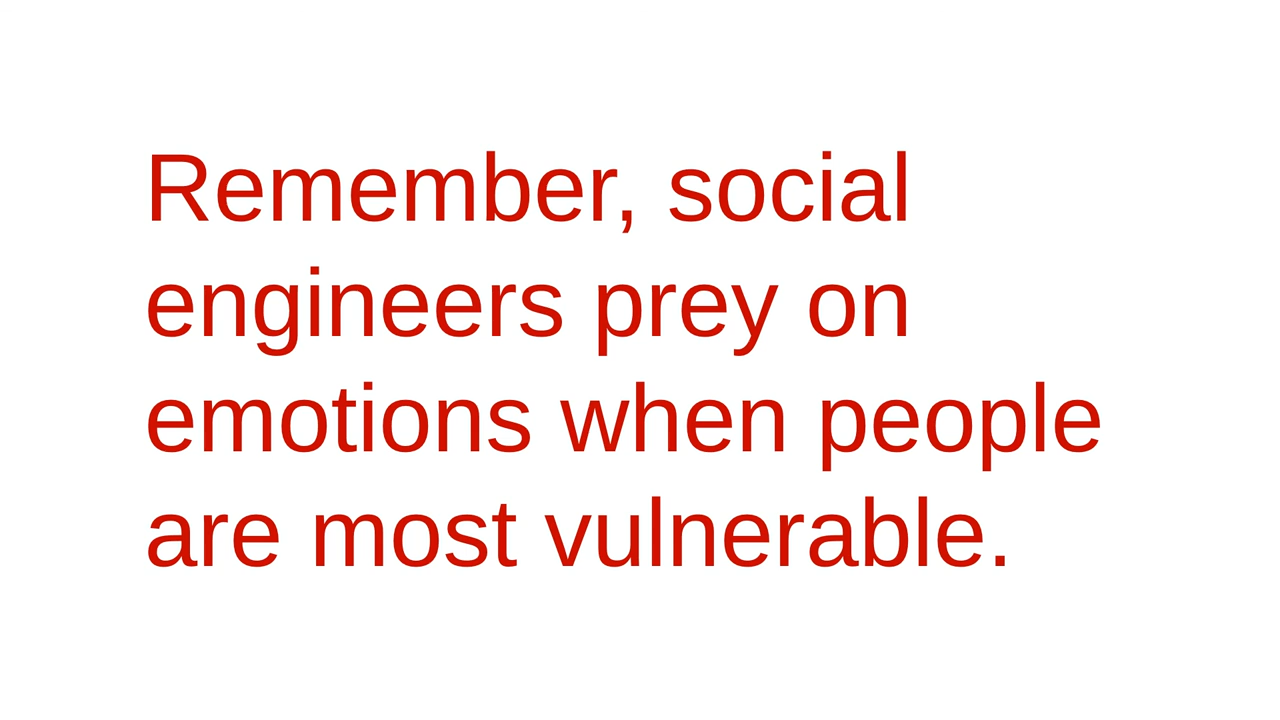 Remember, social
engineers prey on
emotions when people
are most vulnerable.